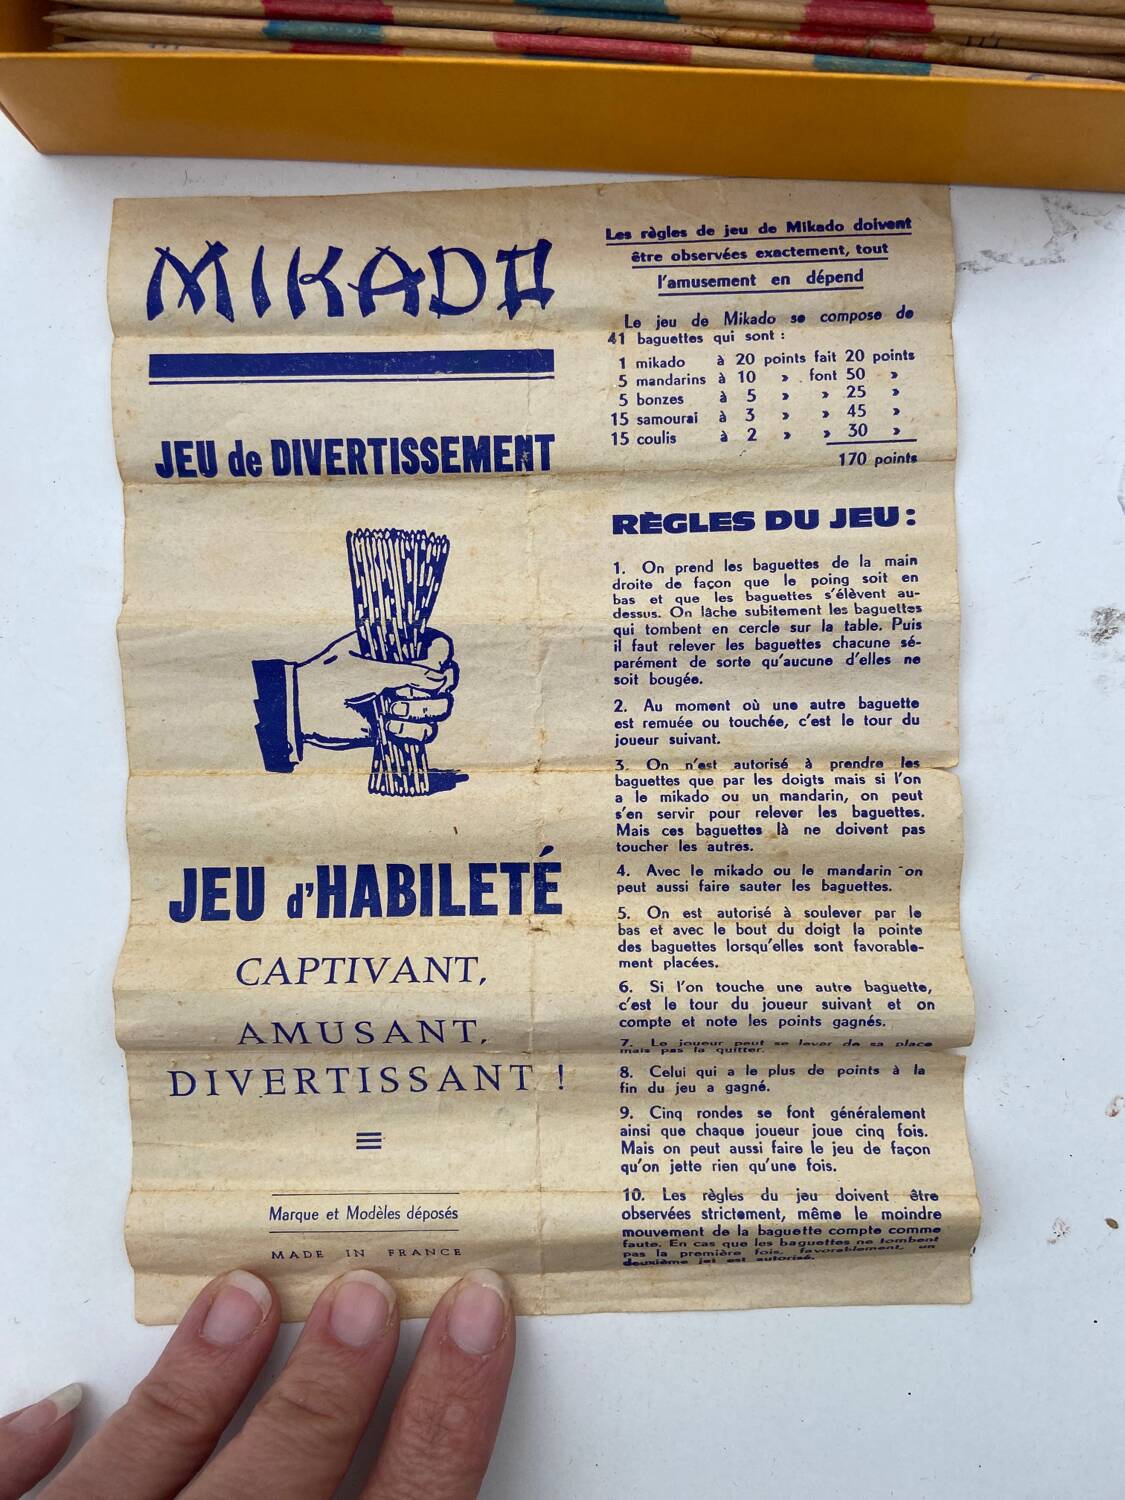 MIKADO
JEU de DIVERTISSEMENT
JEU d'HABILETÉ
CAPTIVANT,
AMUSANT,
DIVERTISSANT !
Marque et Modèles déposés
MADE IN FRANCE
Les règles de jeu de Mikado doivent
être observées exactement, tout
l'amusement en dépend
Le jeu de Mikado se compose de
41 baguettes qui sont :
1 mikado à 20 points fait 20 points
5 mandarins à 10 » font 50 »
5 bonzes à 5 » » 25 »
15 samourai à 3 » » 45 »
15 coulis à 2 » » 30 »
170 points
RÈGLES DU JEU :
1. On prend les baguettes de la main
droite de façon que le poing soit en
bas et que les baguettes s'élèvent au-
dessus. On lâche subitement les baguettes
qui tombent en cercle sur la table. Puis
il faut relever les baguettes chacune sé-
parément de sorte qu'aucune d'elles ne
soit bougée.
2. Au moment où une autre baguette
est remuée ou touchée, c'est le tour du
joueur suivant.
3. On n'est autorisé à prendre les
baguettes que par les doigts mais si l'on
a le mikado ou un mandarin, on peut
s'en servir pour relever les baguettes.
Mais ces baguettes là ne doivent pas
toucher les autres.
4. Avec le mikado ou le mandarin on
peut aussi faire sauter les baguettes.
5. On est autorisé à soulever par le
bas et avec le bout du doigt la pointe
des baguettes lorsqu'elles sont favorable-
ment placées.
6. Si l'on touche une autre baguette,
c'est le tour du joueur suivant et on
compte et note les points gagnés.
7. Le joueur peut se lever de sa place
mais pas la quitter.
8. Celui qui a le plus de points à la
fin du jeu a gagné.
9. Cinq rondes se font généralement
ainsi que chaque joueur joue cinq fois.
Mais on peut aussi faire le jeu de façon
qu'on jette rien qu'une fois.
10. Les règles du jeu doivent être
observées strictement, même le moindre
mouvement de la baguette compte comme
faute. En cas que les baguettes ne tombent
pas la première fois, favorablement, un
deuxième jet est autorisé.